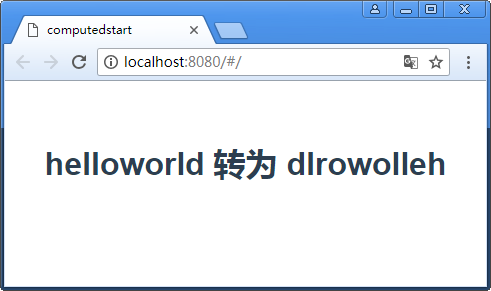 computedstart
localhost:8080/#/
helloworld 转为 dlrowolleh